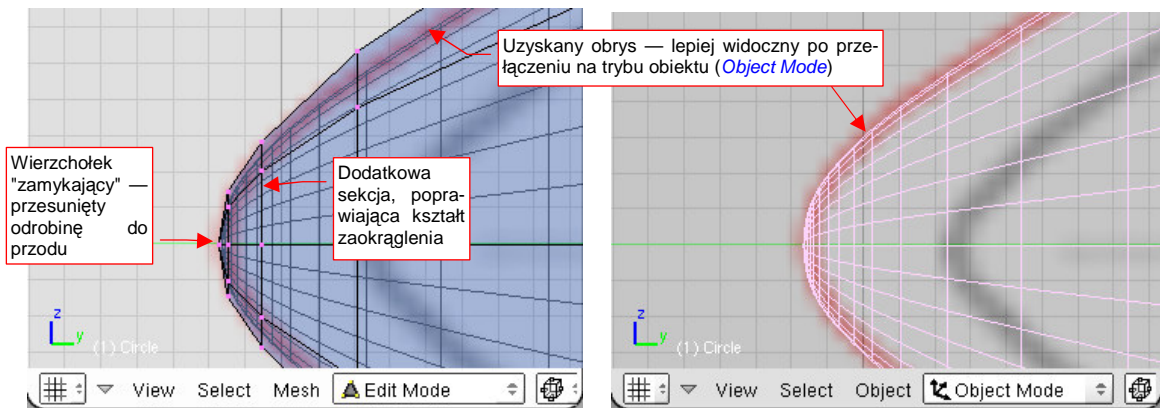 Uzyskany obrys — lepiej widoczny po prze-
łączeniu na trybu obiektu (Object Mode)
Wierzchołek
"zamykający" —
przesunięty
odrobinę do
przodu
Dodatkowa
sekcja, popra-
wiająca kształt
zaokrąglenia
z
y
(1) Circle
View Select Mesh Edit Mode
z
y
(1) Circle
View Select Object Object Mode